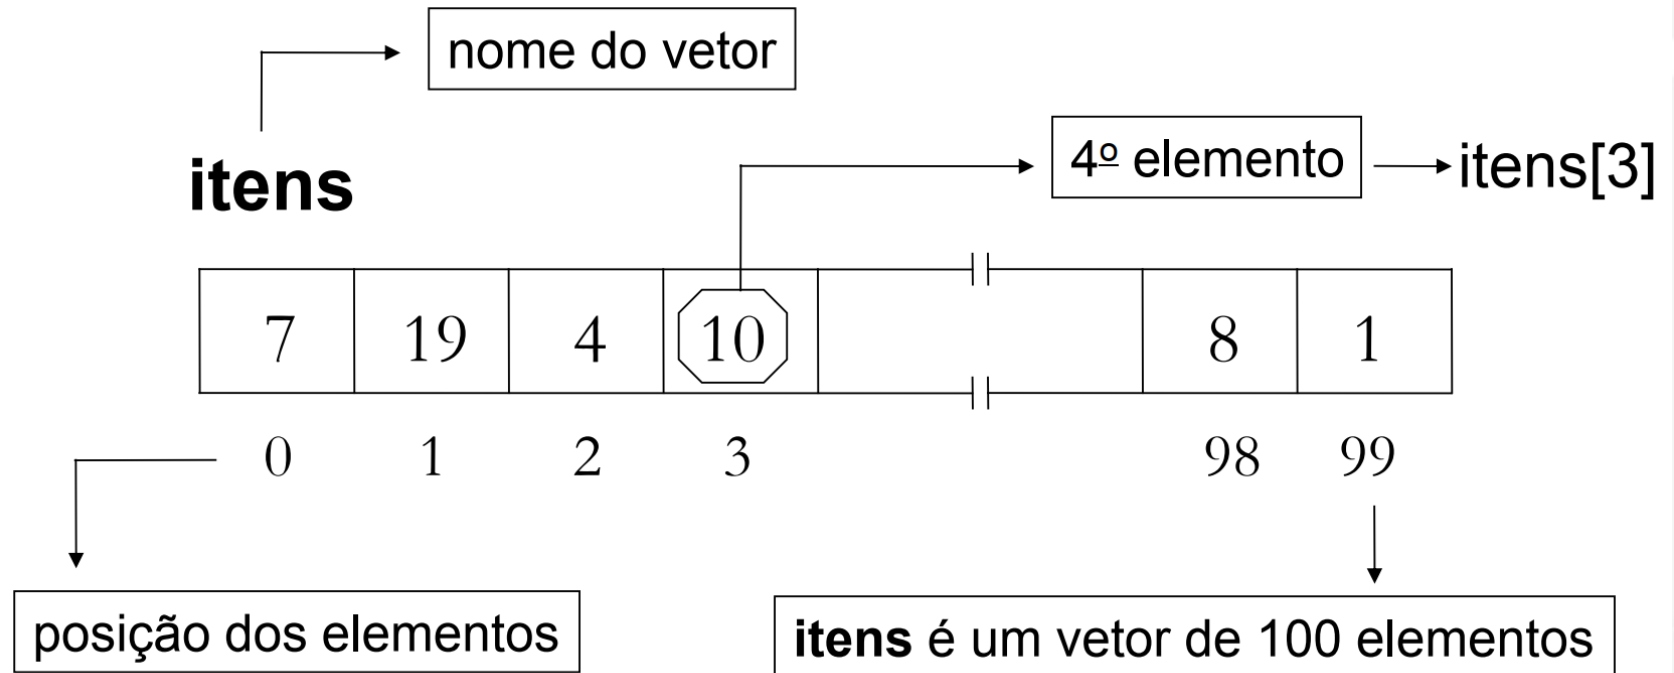 nome do vetor
4º elemento
itens[3]
itens
7 19 4 10 8 1
0 1 2 3 98 99
posição dos elementos
itens é um vetor de 100 elementos